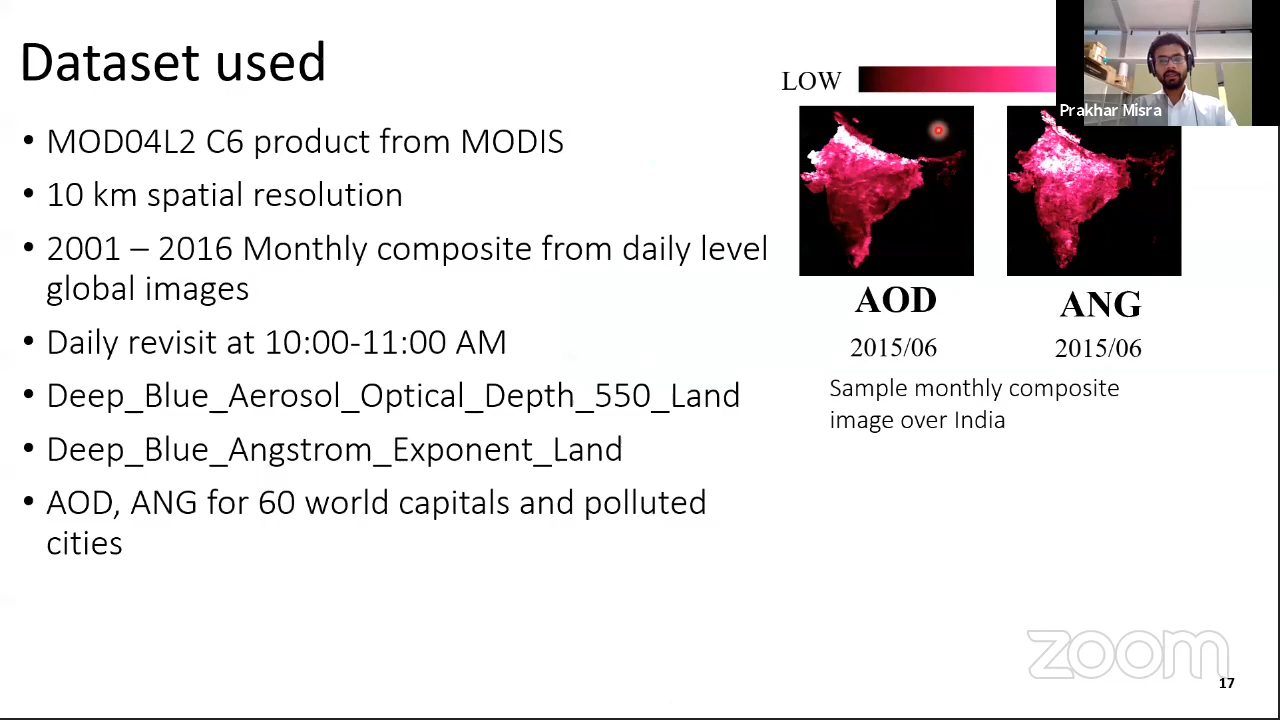 Dataset used
• MOD04L2 C6 product from MODIS
• 10 km spatial resolution
• 2001 – 2016 Monthly composite from daily level
global images
• Daily revisit at 10:00-11:00 AM
• Deep_Blue_Aerosol_Optical_Depth_550_Land
• Deep_Blue_Angstrom_Exponent_Land
• AOD, ANG for 60 world capitals and polluted
cities
LOW
Prakhar Misra
AOD
ANG
2015/06
2015/06
Sample monthly composite
image over India
zoom
17